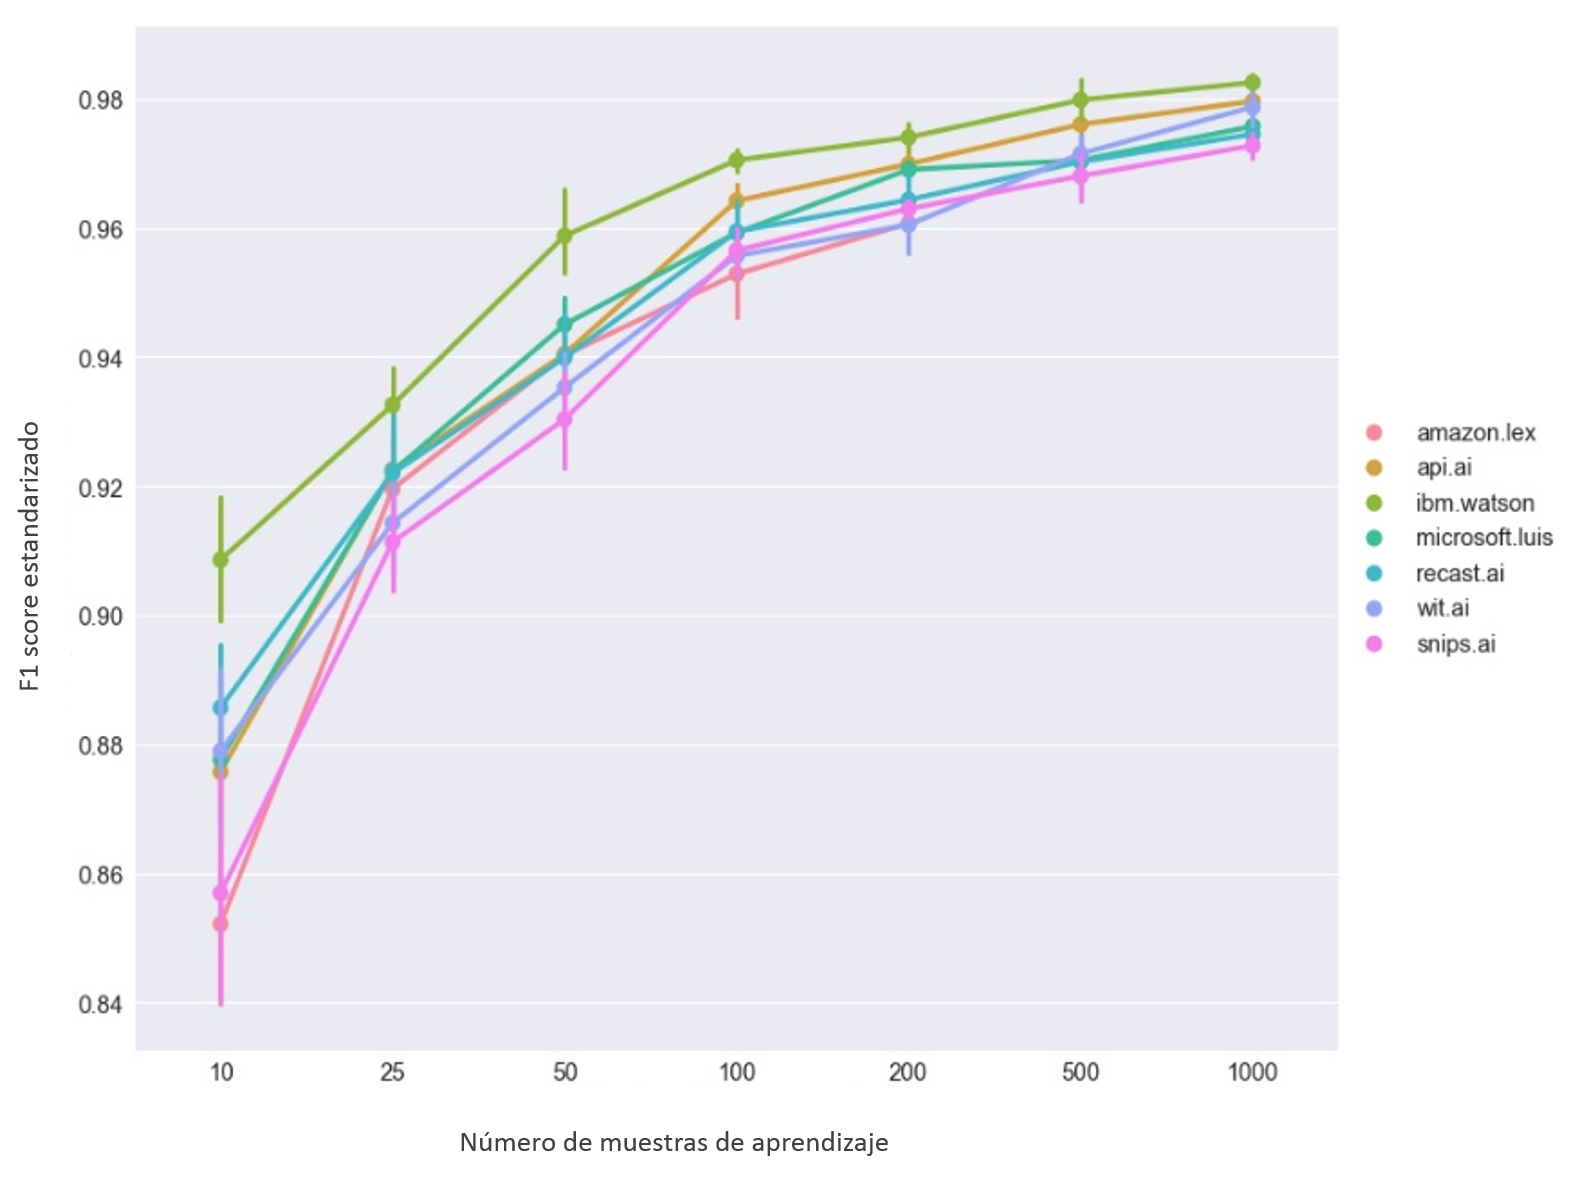 F1 score estandarizado
0.98
0.96
0.94
0.92
0.90
0.88
0.86
0.84
10 25 50 100 200 500 1000
Número de muestras de aprendizaje
amazon.lex
api.ai
ibm.watson
microsoft.luis
recast.ai
wit.ai
snips.ai